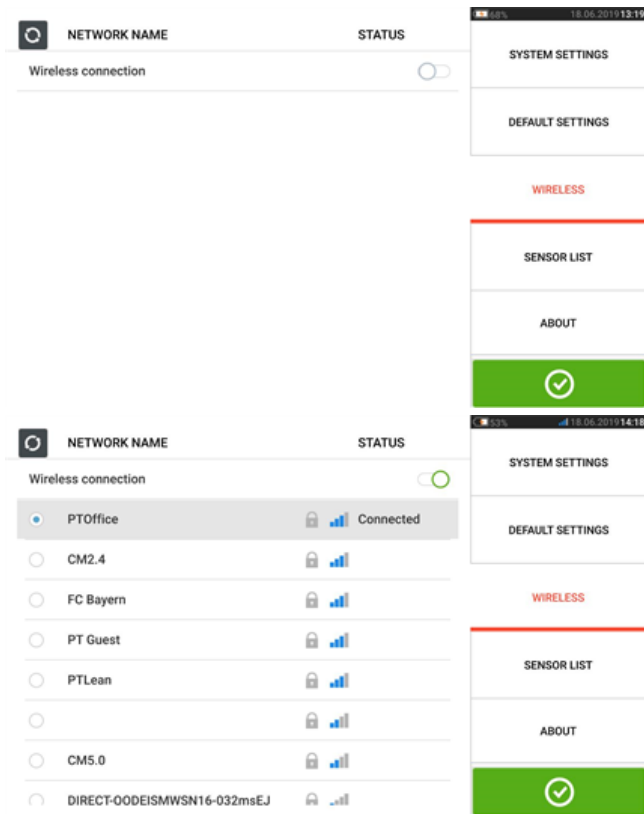 68% 18.06.2019 13:19
NETWORK NAME STATUS
Wireless connection
SYSTEM SETTINGS
DEFAULT SETTINGS
WIRELESS
SENSOR LIST
ABOUT
53% 18.06.2019 14:18
NETWORK NAME STATUS
Wireless connection
PTOffice Connected
CM2.4
FC Bayern
PT Guest
PTLean
CM5.0
DIRECT-OODEISMWSN16-032msEJ
SYSTEM SETTINGS
DEFAULT SETTINGS
WIRELESS
SENSOR LIST
ABOUT